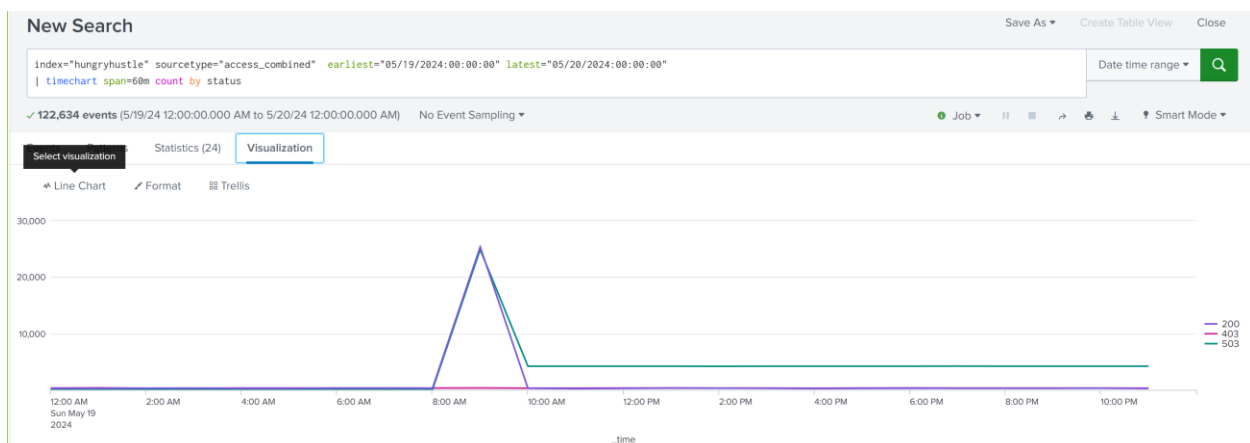 New Search
Save As ▾ Create Table View Close
index="hungryhustle" sourcetype="access_combined"  earliest="05/19/2024:00:00:00" latest="05/20/2024:00:00:00"
| timechart span=60m count by status
Date time range ▾
✓ 122,634 events (5/19/24 12:00:00.000 AM to 5/20/24 12:00:00.000 AM) No Event Sampling ▾
Job ▾ Smart Mode ▾
Statistics (24) Visualization
Select visualization
Line Chart Format Trellis
30,000
20,000
10,000
200
403
503
12:00 AM 2:00 AM 4:00 AM 6:00 AM 8:00 AM 10:00 AM 12:00 PM 2:00 PM 4:00 PM 6:00 PM 8:00 PM 10:00 PM
Sun May 19
2024
_time